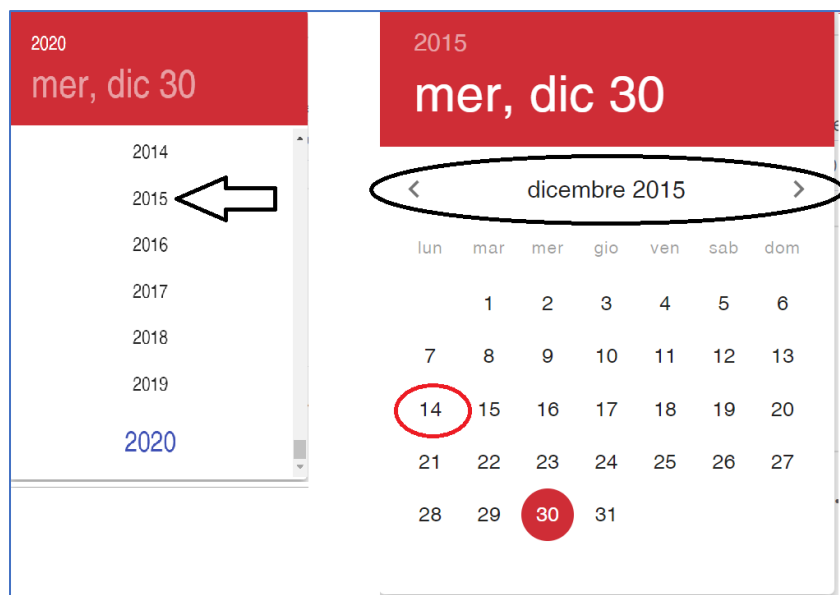 2020
mer, dic 30
2014
2015
2016
2017
2018
2019
2020
2015
mer, dic 30
dicembre 2015
lun mar mer gio ven sab dom
1 2 3 4 5 6
7 8 9 10 11 12 13
14 15 16 17 18 19 20
21 22 23 24 25 26 27
28 29 30 31